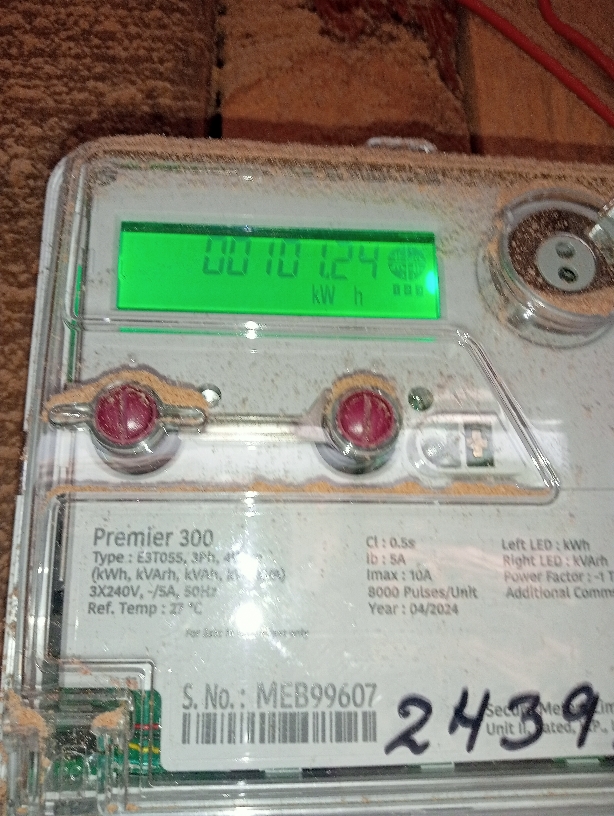 00101.24
kW h
Premier 300
Type : E3T055, 3Ph,
(kWh, kVArh, kVAh,
3X240V, -/5A, 50Hz
Ref. Temp : 27 °C
Cl : 0.5s
Ib : 5A
Imax : 10A
8000 Pulses/Unit
Year : 04/2024
Left LED : kWh
Right LED : kVArh
Power Factor :
Additional
S. No.: MEB99607
2439
Unit II,